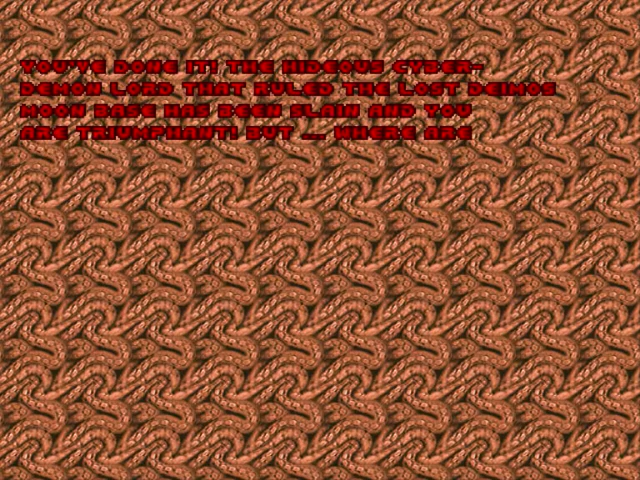 YOU'VE DONE IT! THE HIDEOUS CYBER-
DEMON LORD THAT RULED THE LOST DEIMOS
MOON BASE HAS BEEN SLAIN AND YOU
ARE TRIUMPHANT! BUT ... WHERE ARE